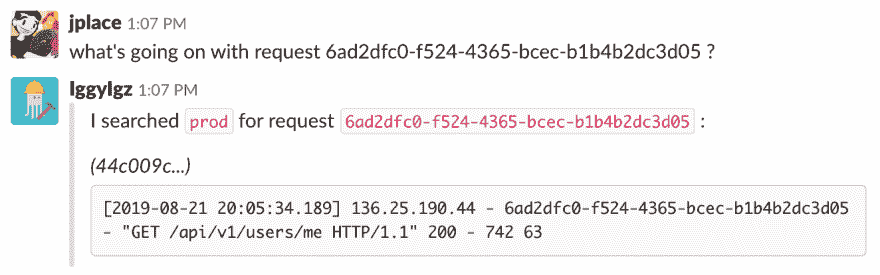 jplace 1:07 PM
what's going on with request 6ad2dfc0-f524-4365-bcec-b1b4b2dc3d05 ?
IggyIgz 1:07 PM
I searched prod for request 6ad2dfc0-f524-4365-bcec-b1b4b2dc3d05 :
(44c009c...)
[2019-08-21 20:05:34.189] 136.25.190.44 - 6ad2dfc0-f524-4365-bcec-b1b4b2dc3d05
- "GET /api/v1/users/me HTTP/1.1" 200 - 742 63